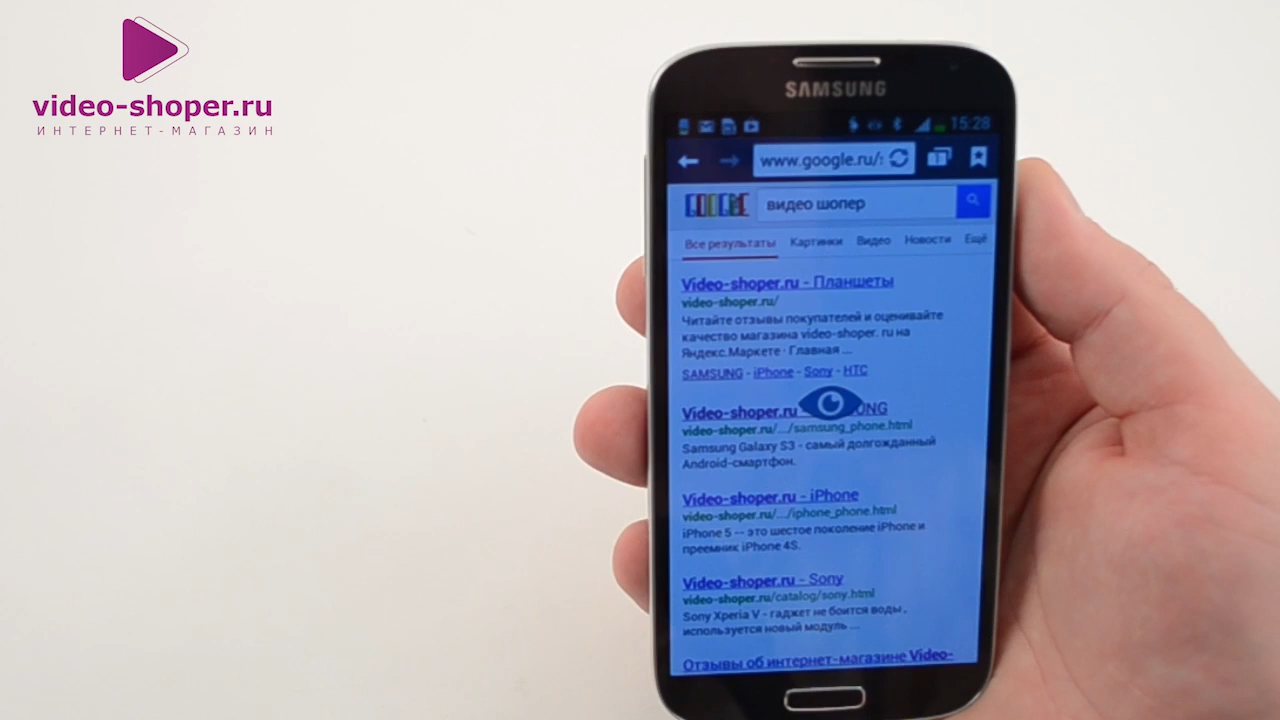 video-shoper.ru
ИНТЕРНЕТ-МАГАЗИН
SAMSUNG
15:28
www.google.ru/
GOOGLE
видео шопер
Все результаты Картинки Видео Новости Ещё
Video-shoper.ru - Планшеты
video-shoper.ru/
Читайте отзывы покупателей и оценивайте
качество магазина video-shoper. ru на
Яндекс.Маркете · Главная ...
SAMSUNG - iPhone - Sony - HTC
Video-shoper.ru
video-shoper.ru/.../samsung_phone.html
Samsung Galaxy S3 - самый долгожданный
Android-смартфон.
Video-shoper.ru - iPhone
video-shoper.ru/.../iphone_phone.html
iPhone 5 -- это шестое поколение iPhone и
преемник iPhone 4S.
Video-shoper.ru - Sony
video-shoper.ru/catalog/sony.html
Sony Xperia V - гаджет не боится воды ,
используется новый модуль ...
Отзывы об интернет-магазине Video-